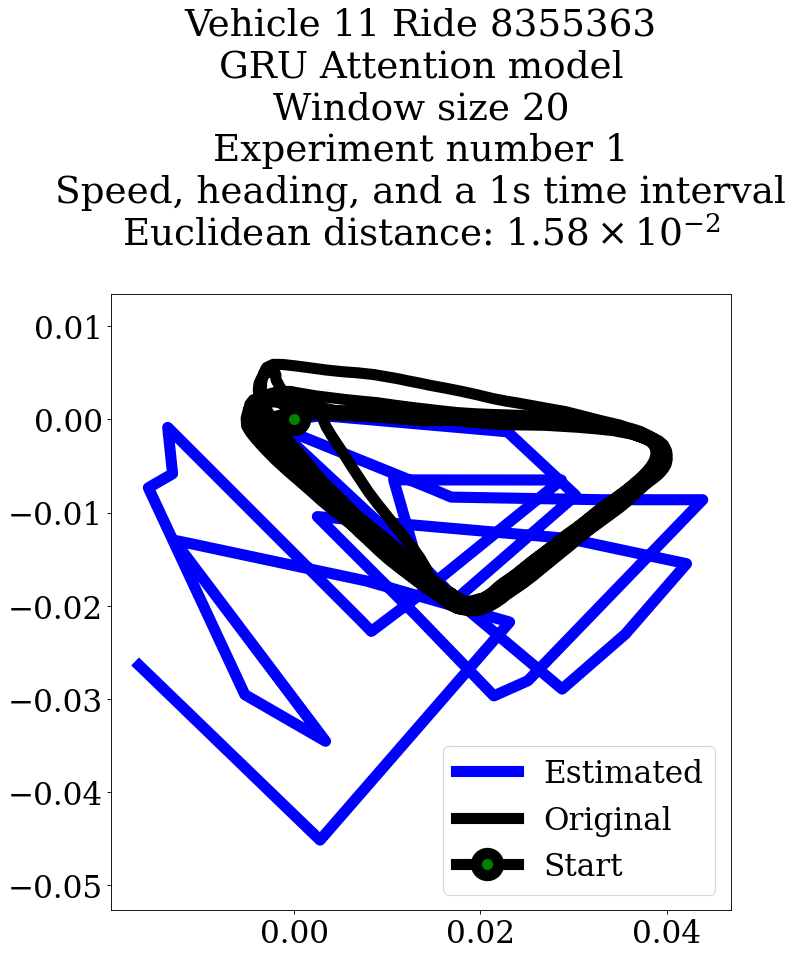 Vehicle 11 Ride 8355363
GRU Attention model
Window size 20
Experiment number 1
Speed, heading, and a 1s time interval
Euclidean distance: 1.58 × 10⁻²
0.01
0.00
−0.01
−0.02
−0.03
−0.04
−0.05
Estimated
Original
Start
0.00 0.02 0.04